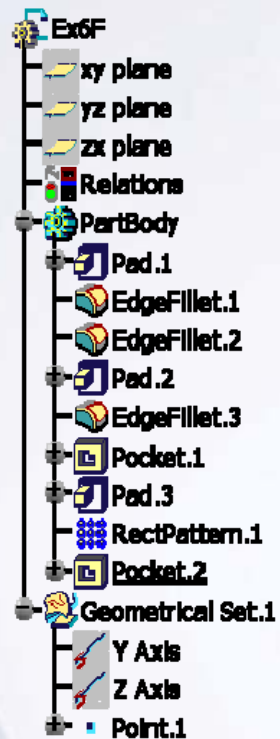 Ex6F
xy plane
yz plane
zx plane
Relations
PartBody
Pad.1
EdgeFillet.1
EdgeFillet.2
Pad.2
EdgeFillet.3
Pocket.1
Pad.3
RectPattern.1
Pocket.2
Geometrical Set.1
Y Axis
Z Axis
Point.1